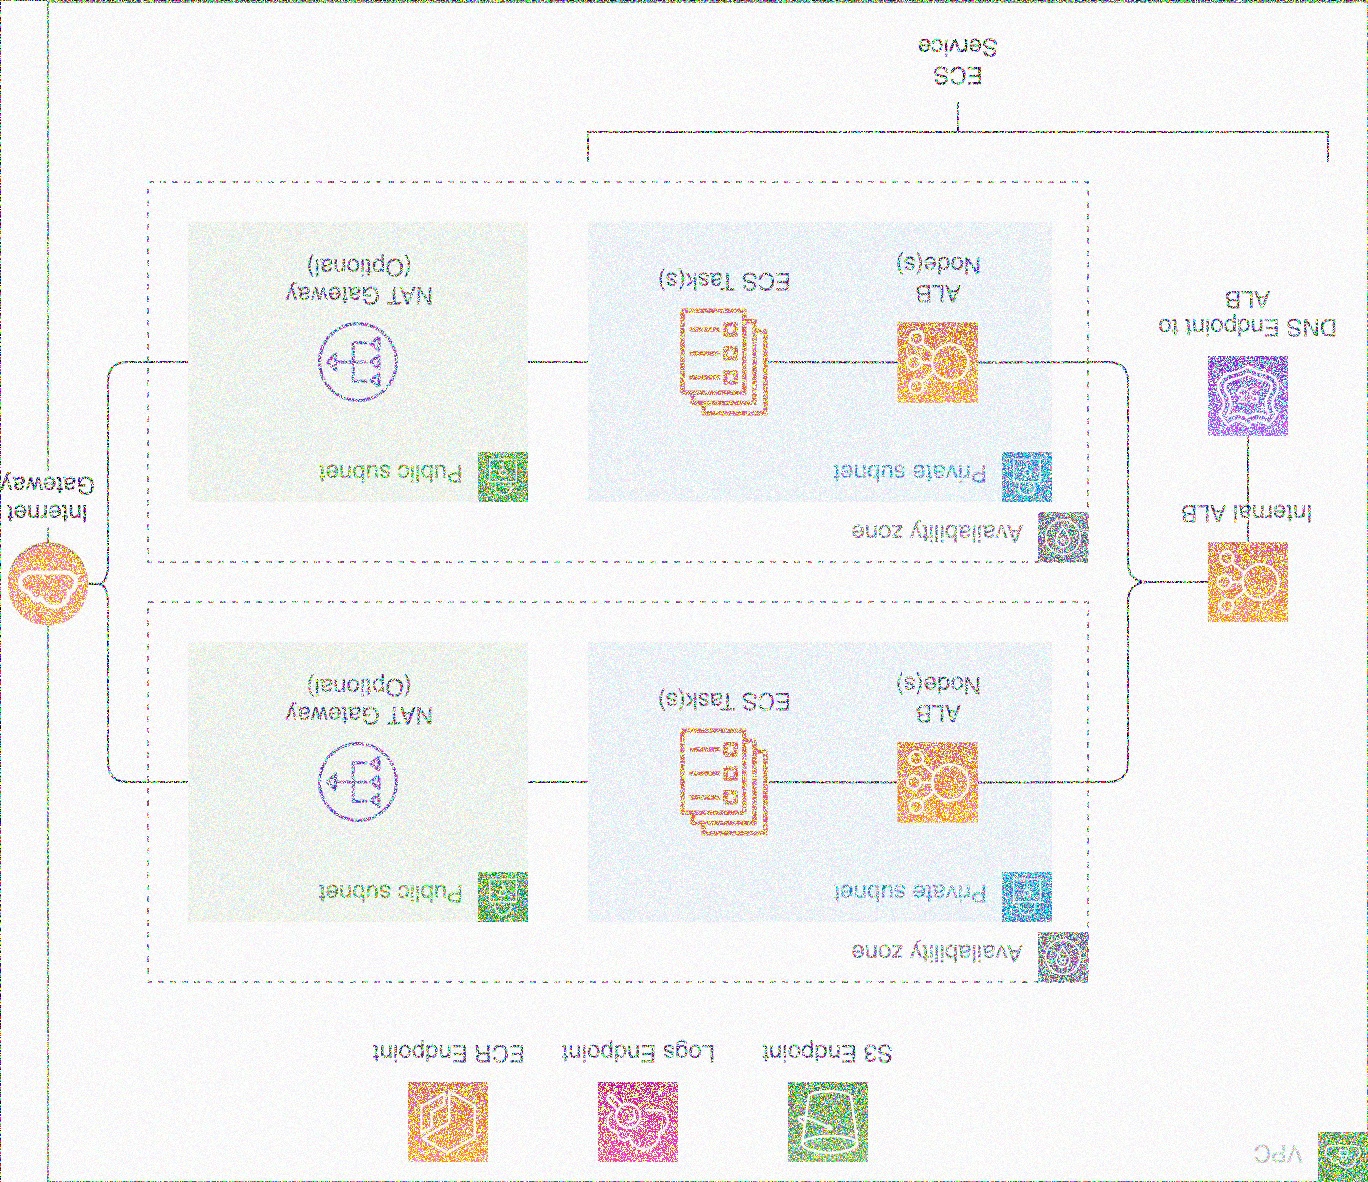 VPC
S3 Endpoint
Logs Endpoint
ECR Endpoint
Availability zone
Private subnet
Public subnet
ALB
Node(s)
ECS Task(s)
NAT Gateway
(Optional)
Internal ALB
Internet
Gateway
Availability zone
Private subnet
Public subnet
DNS Endpoint to
ALB
ALB
Node(s)
ECS Task(s)
NAT Gateway
(Optional)
ECS
Service